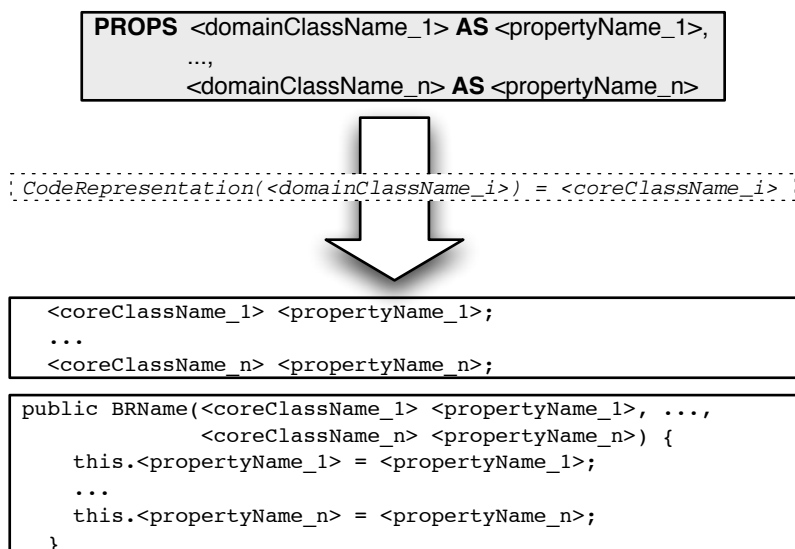 PROPS <domainClassName_1> AS <propertyName_1>,
...,
<domainClassName_n> AS <propertyName_n>
CodeRepresentation(<domainClassName_i>) = <coreClassName_i>
<coreClassName_1> <propertyName_1>;
...
<coreClassName_n> <propertyName_n>;
public BRName(<coreClassName_1> <propertyName_1>, ...,
<coreClassName_n> <propertyName_n>) {
this.<propertyName_1> = <propertyName_1>;
...
this.<propertyName_n> = <propertyName_n>;
}